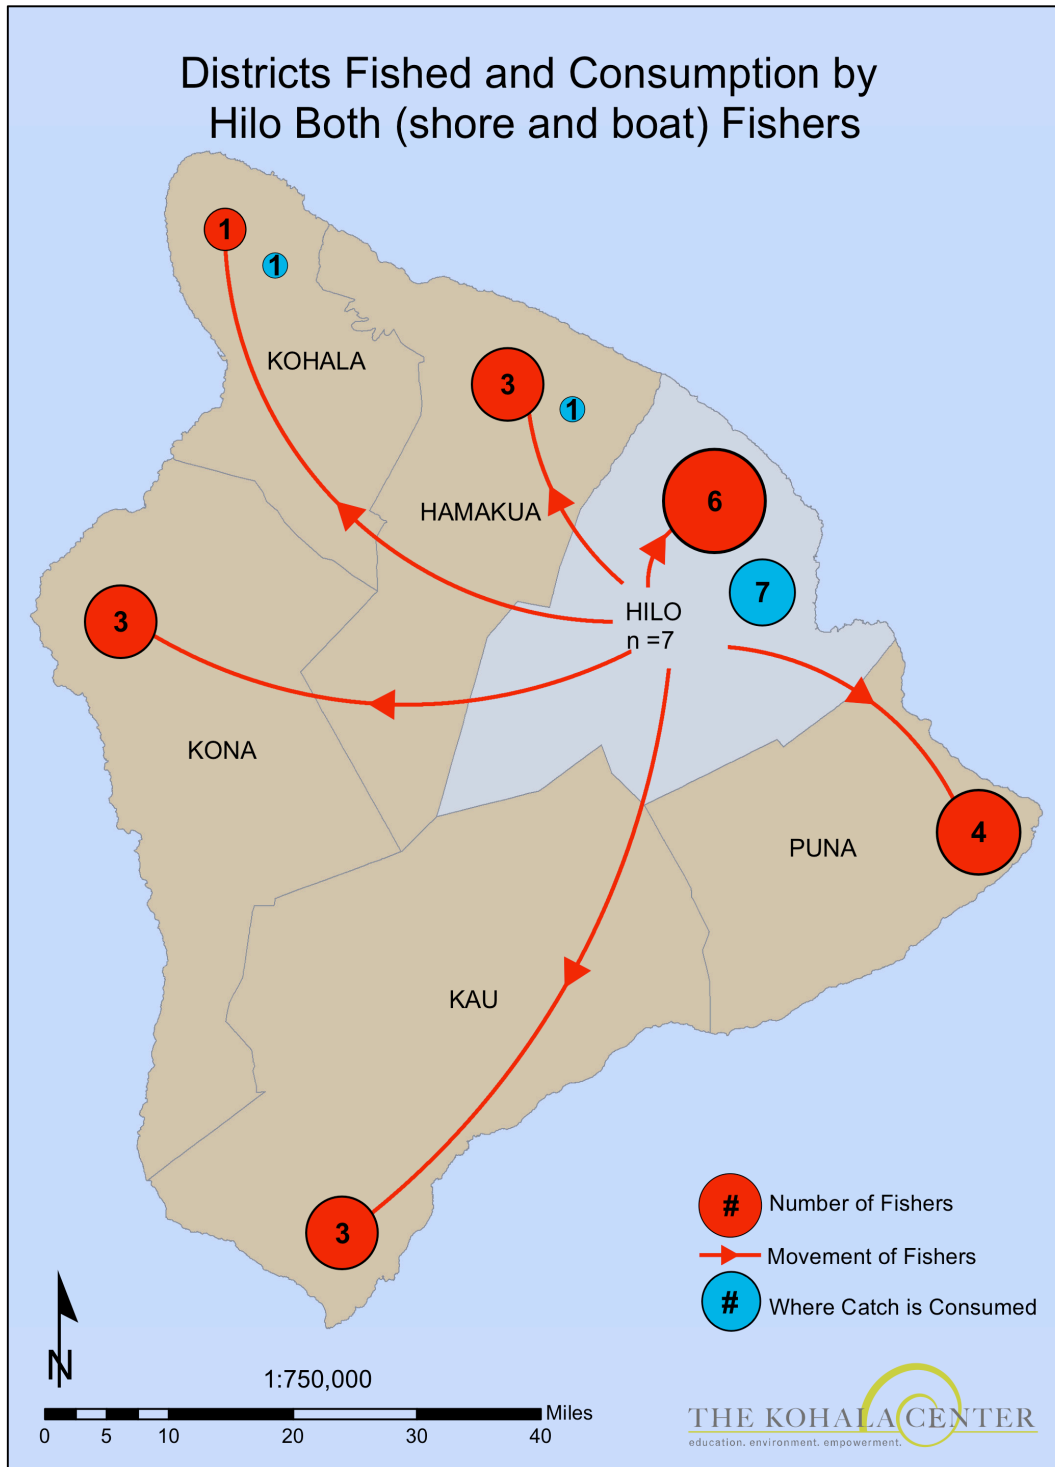 Districts Fished and Consumption by
Hilo Both (shore and boat) Fishers
1
1
KOHALA
3
1
HAMAKUA
6
7
HILO
n =7
3
KONA
4
PUNA
KAU
3
# Number of Fishers
Movement of Fishers
# Where Catch is Consumed
N
1:750,000
Miles
0 5 10 20 30 40
THE KOHALA CENTER
education. environment. empowerment.